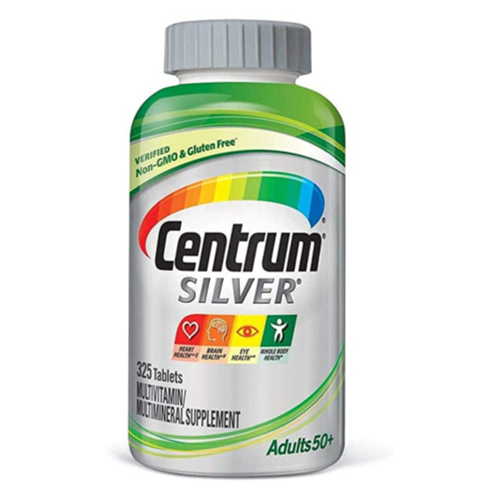 VERIFIED
Non-GMO & Gluten Free^
Centrum®
SILVER®
HEART
BRAIN
EYE
WHOLE BODY
HEALTH
HEALTH
HEALTH
HEALTH
325 Tablets
MULTIVITAMIN/
MULTIMINERAL SUPPLEMENT
Adults 50+